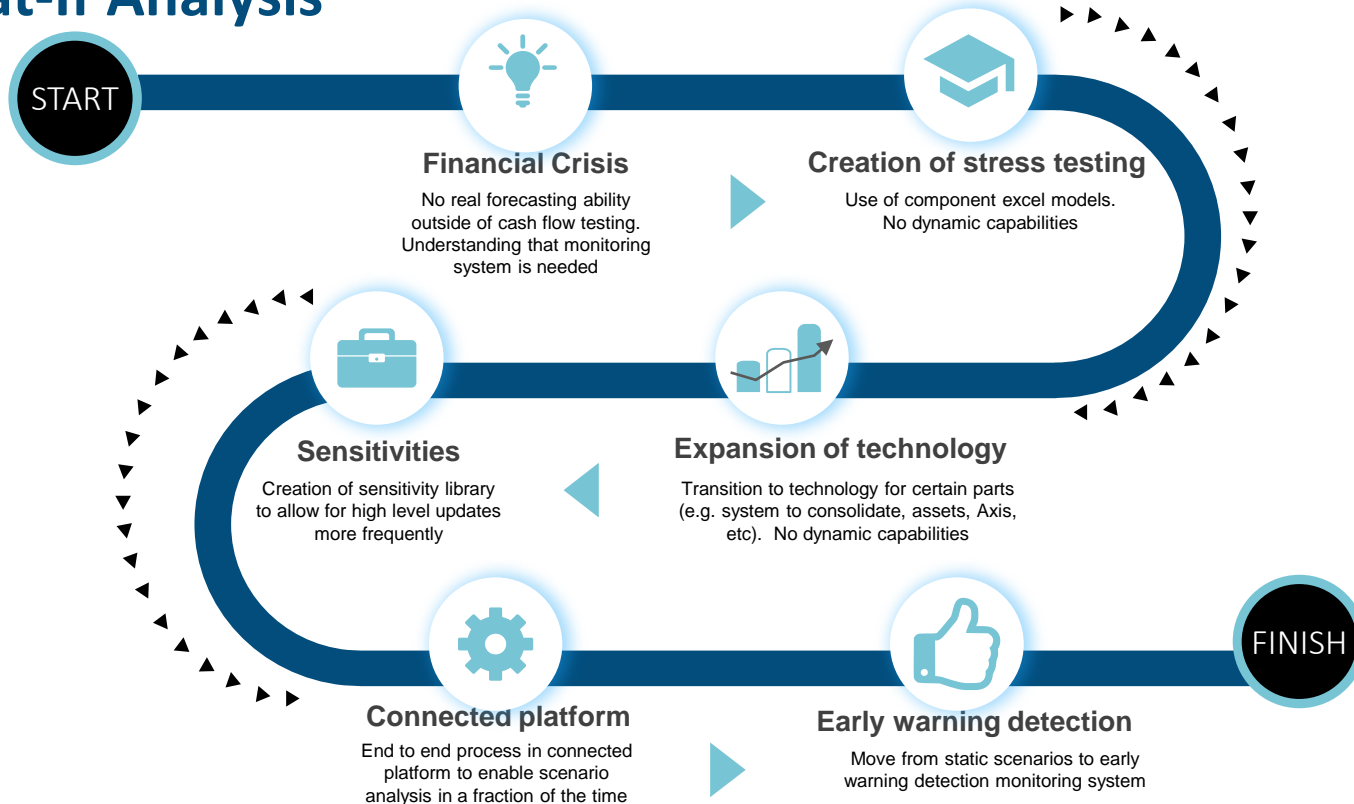 at-if Analysis
START
Financial Crisis
No real forecasting ability
outside of cash flow testing.
Understanding that monitoring
system is needed
Creation of stress testing
Use of component excel models.
No dynamic capabilities
Sensitivities
Creation of sensitivity library
to allow for high level updates
more frequently
Expansion of technology
Transition to technology for certain parts
(e.g. system to consolidate, assets, Axis,
etc).  No dynamic capabilities
Connected platform
End to end process in connected
platform to enable scenario
analysis in a fraction of the time
Early warning detection
Move from static scenarios to early
warning detection monitoring system
FINISH